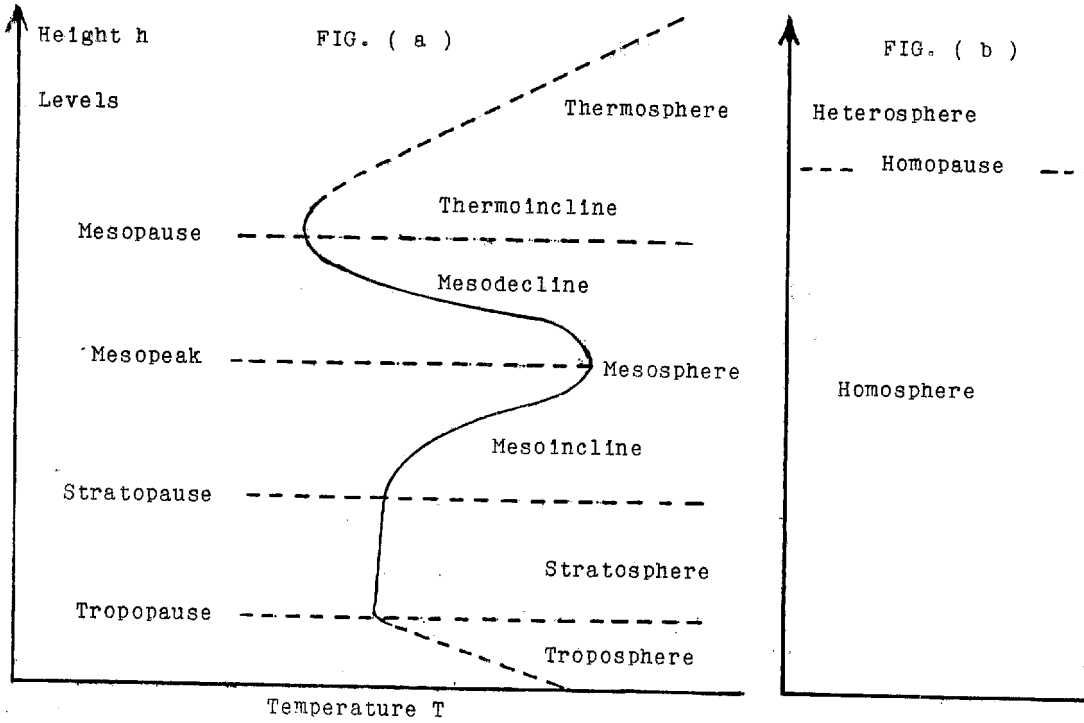 Height h
FIG. ( a )
FIG. ( b )
Levels
Thermosphere
Heterosphere
Homopause
Thermoincline
Mesopause
Mesodecline
Mesopeak
Mesosphere
Homosphere
Mesoincline
Stratopause
Stratosphere
Tropopause
Troposphere
Temperature T